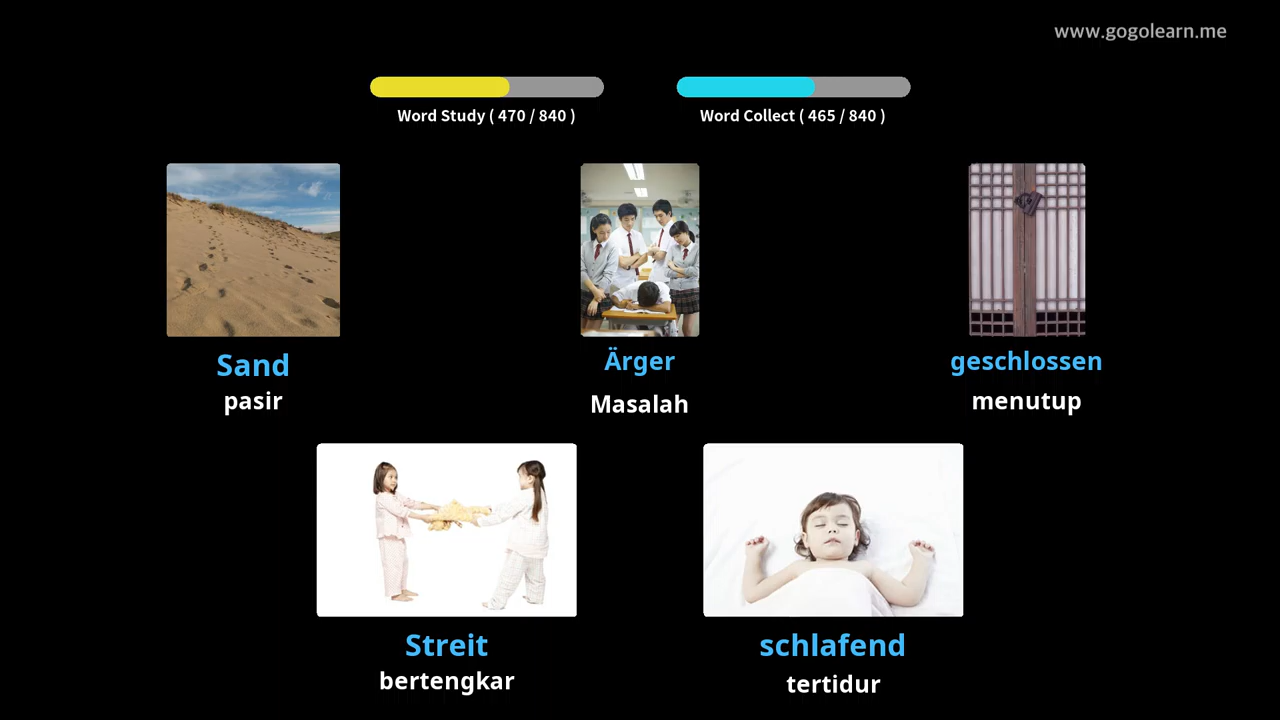 www.gogolearn.me
Word Study ( 470 / 840 )
Word Collect ( 465 / 840 )
Sand
pasir
Ärger
Masalah
geschlossen
menutup
Streit
bertengkar
schlafend
tertidur